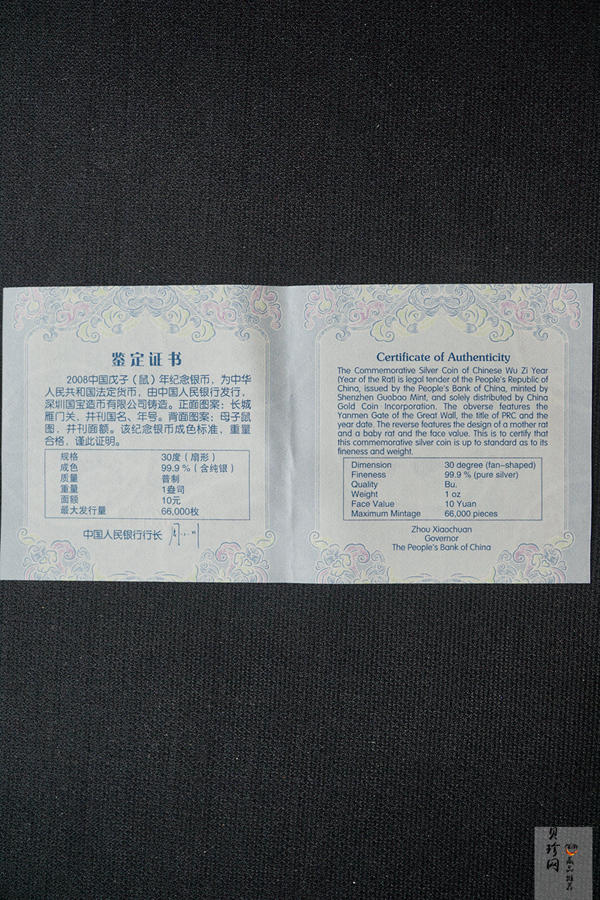 鉴定证书
2008中国戊子（鼠）年纪念银币，为中华
人民共和国法定货币，由中国人民银行发行，
深圳国宝造币有限公司铸造。正面图案：长城
雁门关，井刊国名、年号。背面图案：母子鼠
图，井刊面额。该纪念银币成色标准，重量
合格，谨此证明。
规格 30度（扇形）
成色 99.9％（含纯银）
质量 普制
重量 1盎司
面额 10元
最大发行量 66,000枚
中国人民银行行长
Certificate of Authenticity
The Commemorative Silver Coin of Chinese Wu Zi Year
(Year of the Rat) is legal tender of the People's Republic of
China, issued by the People's Bank of China, minted by
Shenzhen Guobao Mint, and solely distributed by China
Gold Coin Incorporation. The obverse features the
Yanmen Gate of the Great Wall, the title of PRC and the
year date. The reverse features the design of a mother rat
and a baby rat and the face value. This is to certify that
this commemorative silver coin is up to standard as to its
fineness and weight.
Dimension 30 degree (fan-shaped)
Fineness 99.9 % (pure silver)
Quality Bu.
Weight 1 oz
Face Value 10 Yuan
Maximum Mintage 66,000 pieces
Zhou Xiaochuan
Governor
The People's Bank of China
贝珍网